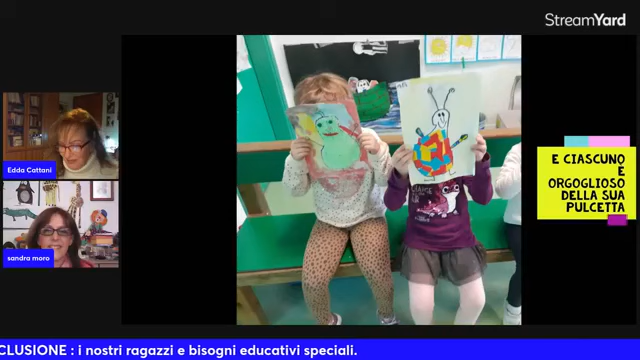 StreamYard
Edda Cattani
sandra moro
E CIASCUNO
È
ORGOGLIOSO
DELLA SUA
PULCETTA
CLUSIONE : i nostri ragazzi e bisogni educativi speciali.